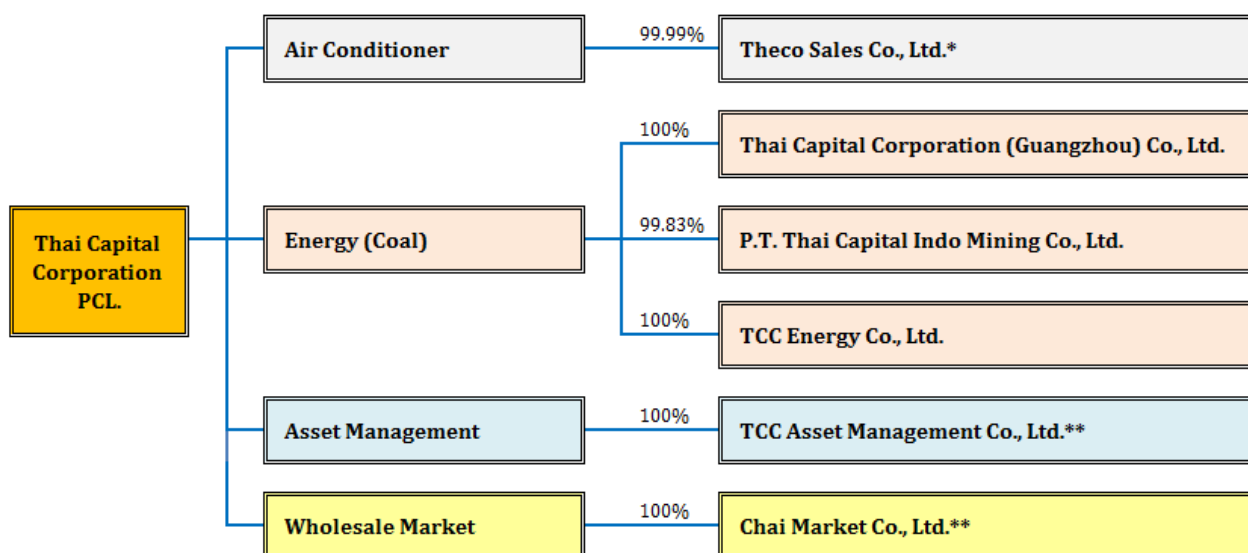 Air Conditioner
99.99%
Theco Sales Co., Ltd.*
100%
Thai Capital Corporation (Guangzhou) Co., Ltd.
Thai Capital
Corporation
PCL.
Energy (Coal)
99.83%
P.T. Thai Capital Indo Mining Co., Ltd.
100%
TCC Energy Co., Ltd.
Asset Management
100%
TCC Asset Management Co., Ltd.**
Wholesale Market
100%
Chai Market Co., Ltd.**